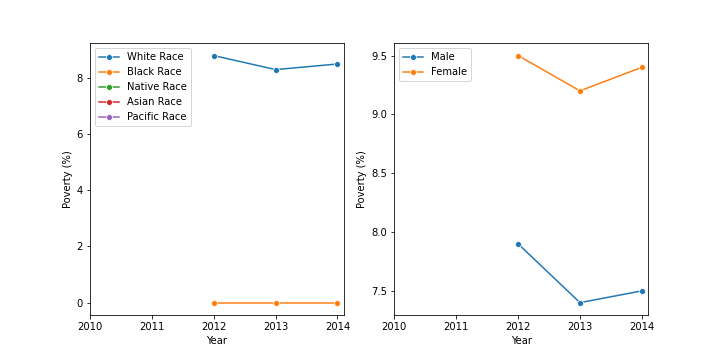 White Race
Black Race
Native Race
Asian Race
Pacific Race
8
6
4
2
0
Poverty (%)
2010 2011 2012 2013 2014
Year
Male
Female
9.5
9.0
8.5
8.0
7.5
Poverty (%)
2010 2011 2012 2013 2014
Year